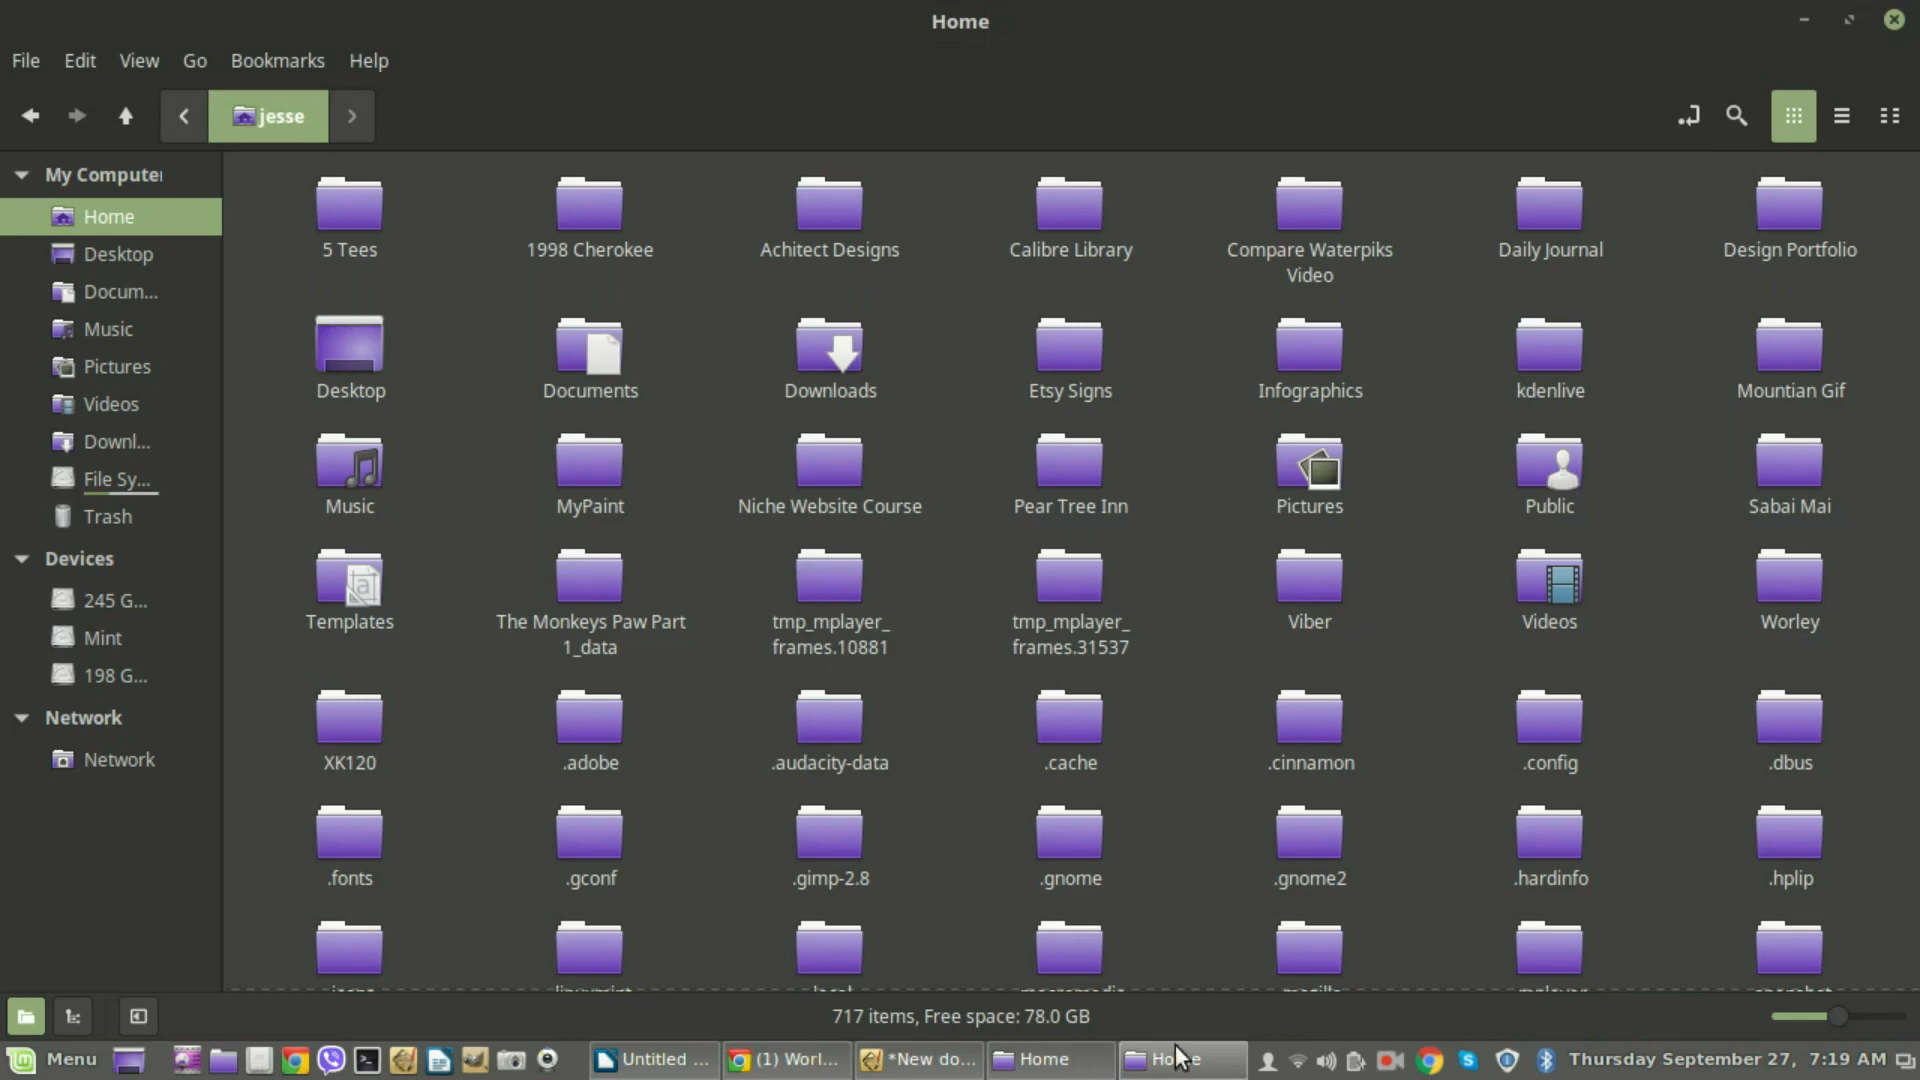 Home
File Edit View Go Bookmarks Help
jesse
My Computer
Home
Desktop
Docum...
Music
Pictures
Videos
Downl...
File Sy...
Trash
Devices
245 G...
Mint
198 G...
Network
Network
5 Tees
1998 Cherokee
Achitect Designs
Calibre Library
Compare Waterpiks
Video
Daily Journal
Design Portfolio
Desktop
Documents
Downloads
Etsy Signs
Infographics
kdenlive
Mountian Gif
Music
MyPaint
Niche Website Course
Pear Tree Inn
Pictures
Public
Sabai Mai
Templates
The Monkeys Paw Part
1_data
tmp_mplayer_
frames.10881
tmp_mplayer_
frames.31537
Viber
Videos
Worley
XK120
.adobe
.audacity-data
.cache
.cinnamon
.config
.dbus
.fonts
.gconf
.gimp-2.8
.gnome
.gnome2
.hardinfo
.hplip
717 items, Free space: 78.0 GB
Menu
Untitled ...
(1) Worl...
*New do...
Home
Home
Thursday September 27, 7:19 AM